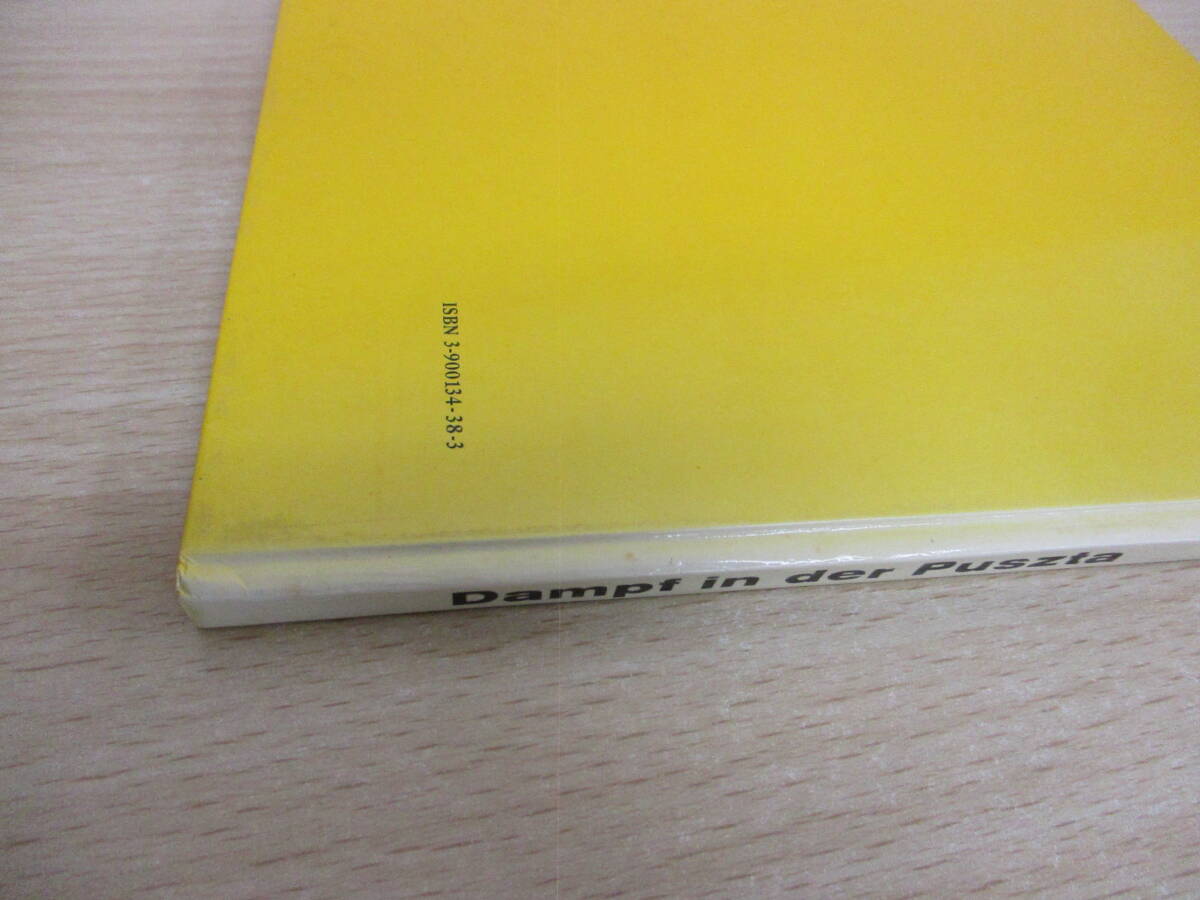 ISBN 3-900134-38-3
Dampf in der Puszta